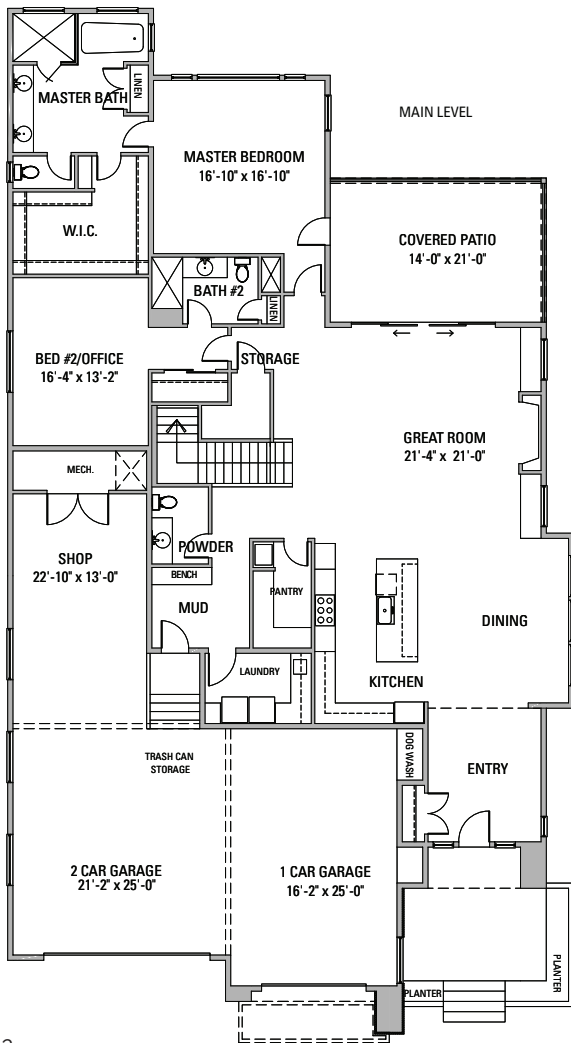 LINEN
MASTER BATH
MAIN LEVEL
MASTER BEDROOM
16'-10" x 16'-10"
W.I.C.
COVERED PATIO
14'-0" x 21'-0"
BATH #2
LINEN
BED #2/OFFICE
16'-4" x 13'-2"
STORAGE
GREAT ROOM
21'-4" x 21'-0"
MECH.
SHOP
22'-10" x 13'-0"
POWDER
BENCH
MUD
PANTRY
DINING
LAUNDRY
KITCHEN
TRASH CAN
STORAGE
DOG WASH
ENTRY
2 CAR GARAGE
21'-2" x 25'-0"
1 CAR GARAGE
16'-2" x 25'-0"
PLANTER
PLANTER